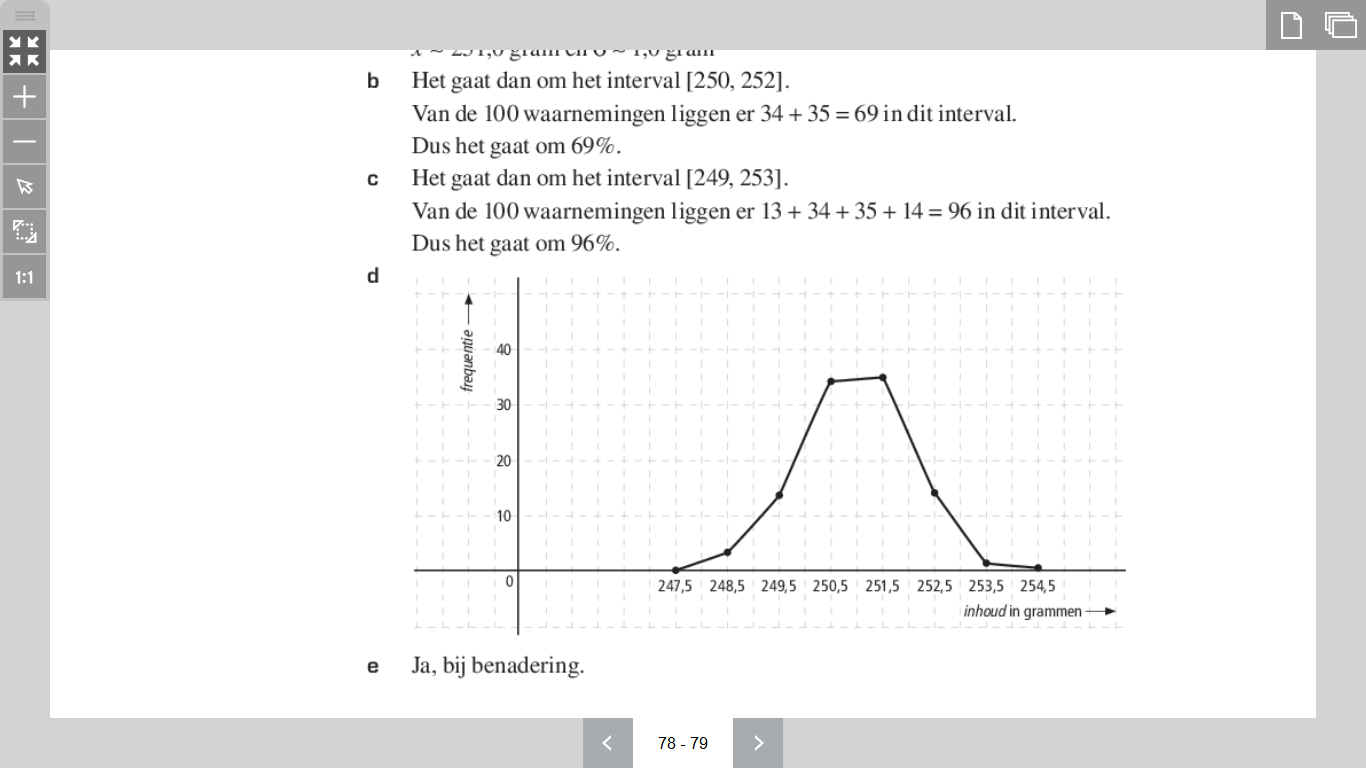 b Het gaat dan om het interval [250, 252].
Van de 100 waarnemingen liggen er 34 + 35 = 69 in dit interval.
Dus het gaat om 69%.
c Het gaat dan om het interval [249, 253].
Van de 100 waarnemingen liggen er 13 + 34 + 35 + 14 = 96 in dit interval.
Dus het gaat om 96%.
d
frequentie
40
30
20
10
0
247,5 248,5 249,5 250,5 251,5 252,5 253,5 254,5
inhoud in grammen
e Ja, bij benadering.
1:1
78 - 79